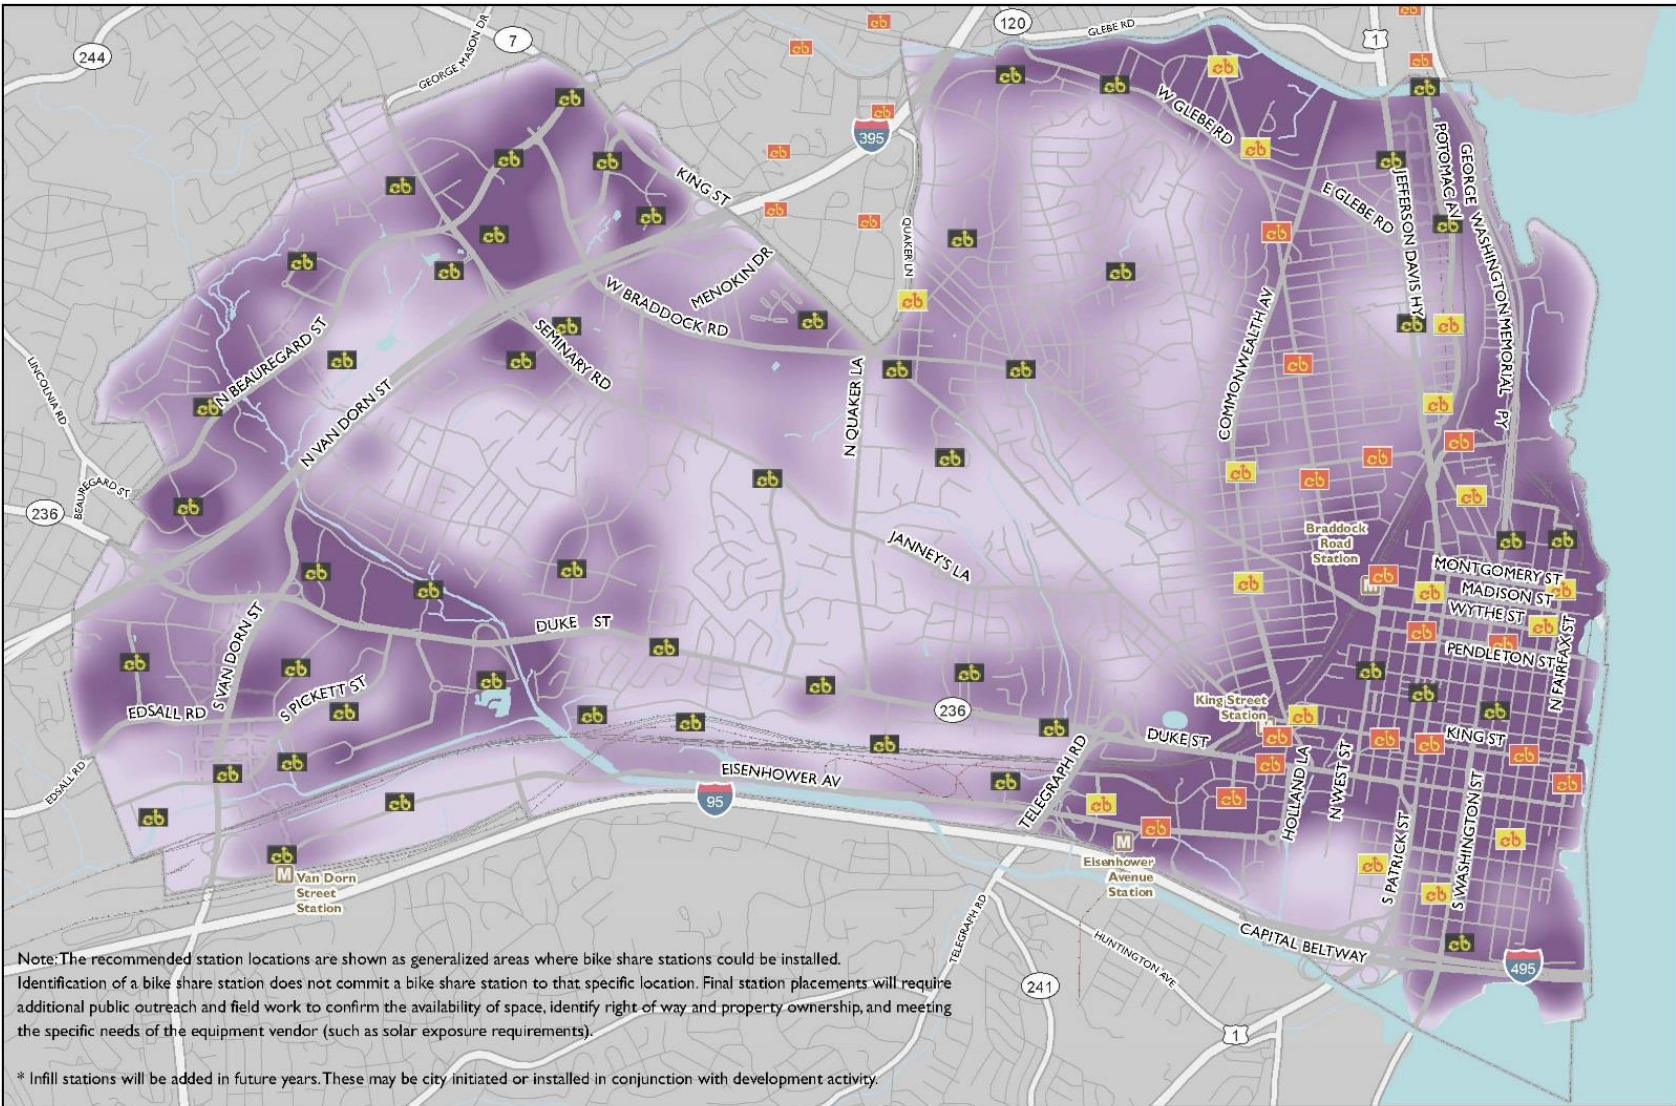 120
GLEBE RD
7
GEORGE MASON DR
244
1
395
W GLEBE RD
KING ST
QUAKER LN
E GLEBE RD
JEFFERSON DAVIS HY
POTOMAC AV
GEORGE WASHINGTON MEMORIAL PY
MENOKIN DR
W BRADDOCK RD
SEMINARY RD
N BEAUREGARD ST
N VAN DORN ST
LINCOLNIA RD
COMMONWEALTH AV
N QUAKER LA
BEAUREGARD ST
236
JANNEY'S LA
Braddock
Road
Station
M
MONTGOMERY ST
MADISON ST
WYTHE ST
PENDLETON ST
N FAIRFAX ST
DUKE ST
S VAN DORN ST
EDSALL RD
S PICKETT ST
236
King Street
Station
DUKE ST
KING ST
TELEGRAPH RD
HOLLAND LA
N WEST ST
S PATRICK ST
S WASHINGTON ST
EDSALL RD
EISENHOWER AV
95
M
Eisenhower
Avenue
Station
M
Van Dorn
Street
Station
TELEGRAPH RD
HUNTINGTON AVE
CAPITAL BELTWAY
495
241
1
Note: The recommended station locations are shown as generalized areas where bike share stations could be installed.
Identification of a bike share station does not commit a bike share station to that specific location. Final station placements will require
additional public outreach and field work to confirm the availability of space, identify right of way and property ownership, and meeting
the specific needs of the equipment vendor (such as solar exposure requirements).
* Infill stations will be added in future years. These may be city initiated or installed in conjunction with development activity.